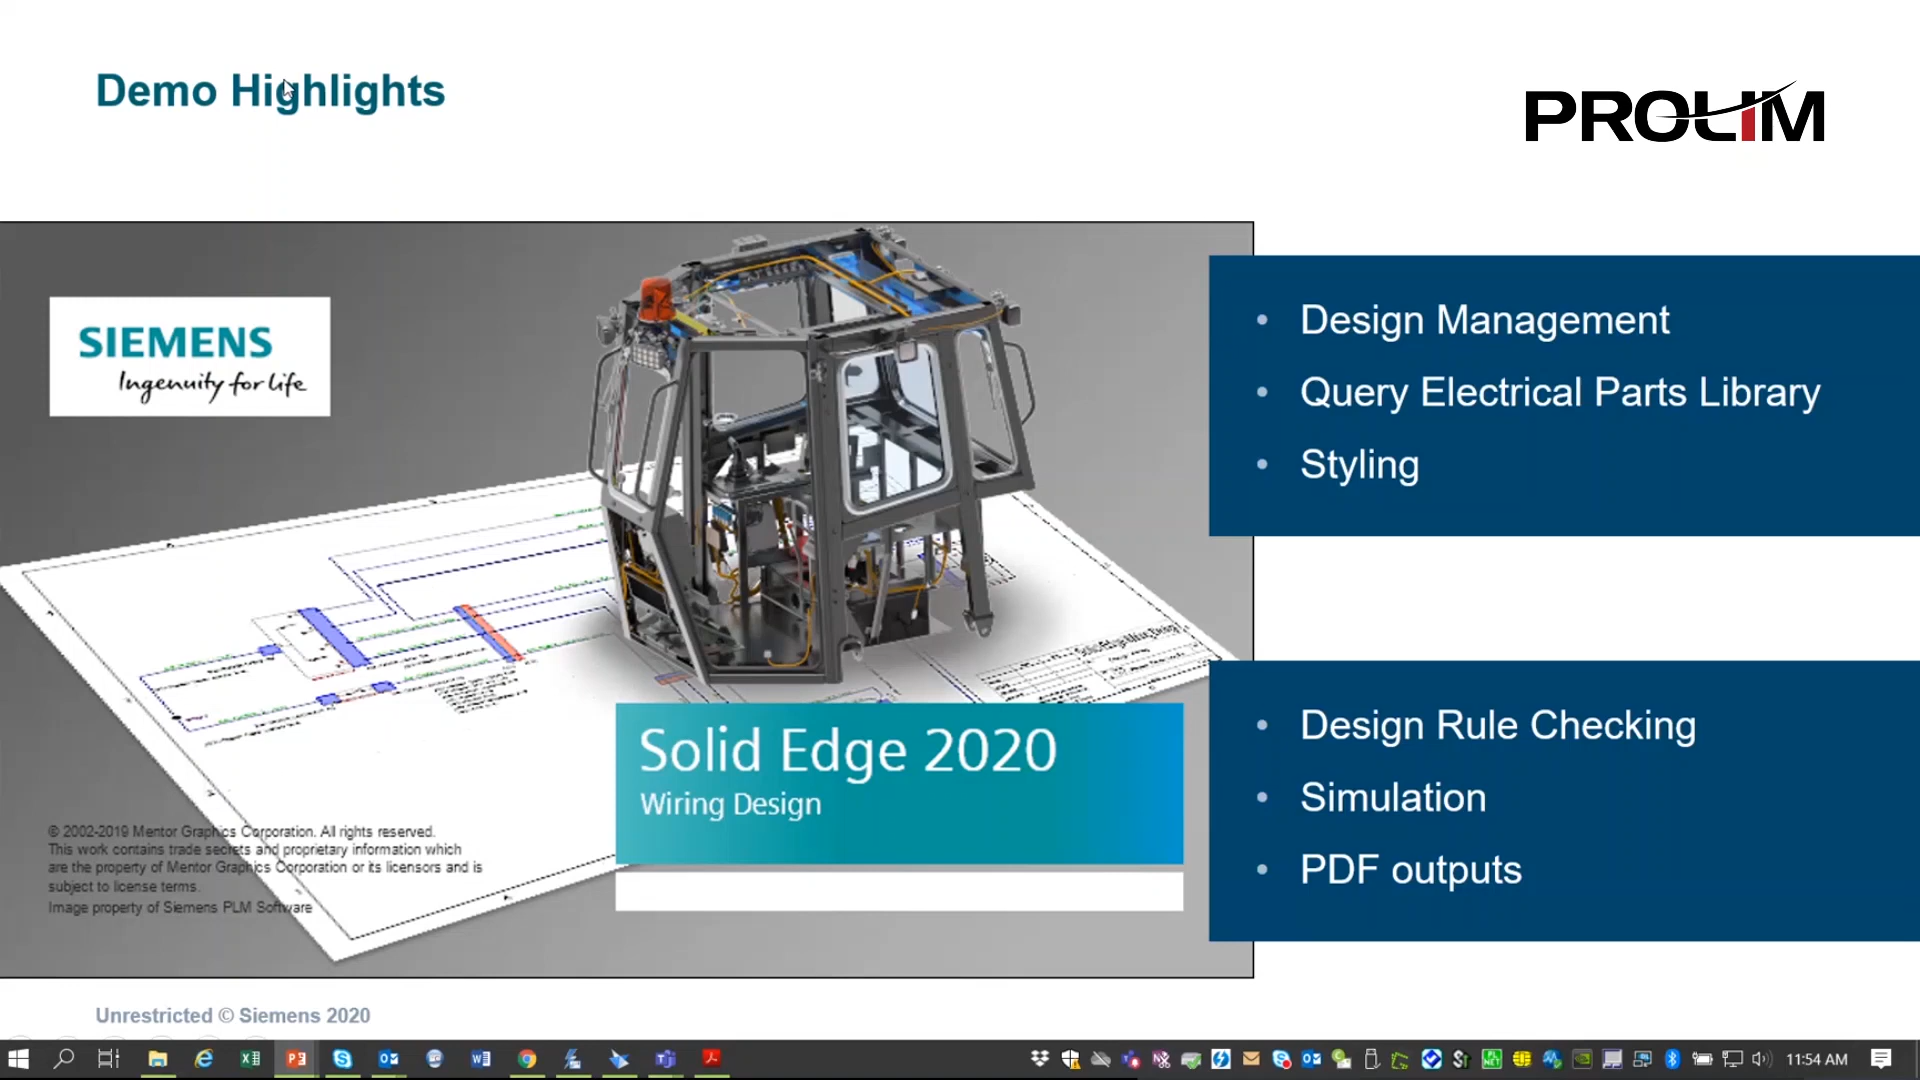 Demo Highlights
PROLIM
SIEMENS
Ingenuity for life
Design Management
Query Electrical Parts Library
Styling
Solid Edge 2020
Wiring Design
Design Rule Checking
Simulation
PDF outputs
© 2002-2019 Mentor Graphics Corporation. All rights reserved.
This work contains trade secrets and proprietary information which
are the property of Mentor Graphics Corporation or its licensors and is
subject to license terms.
Image property of Siemens PLM Software
Unrestricted © Siemens 2020
11:54 AM